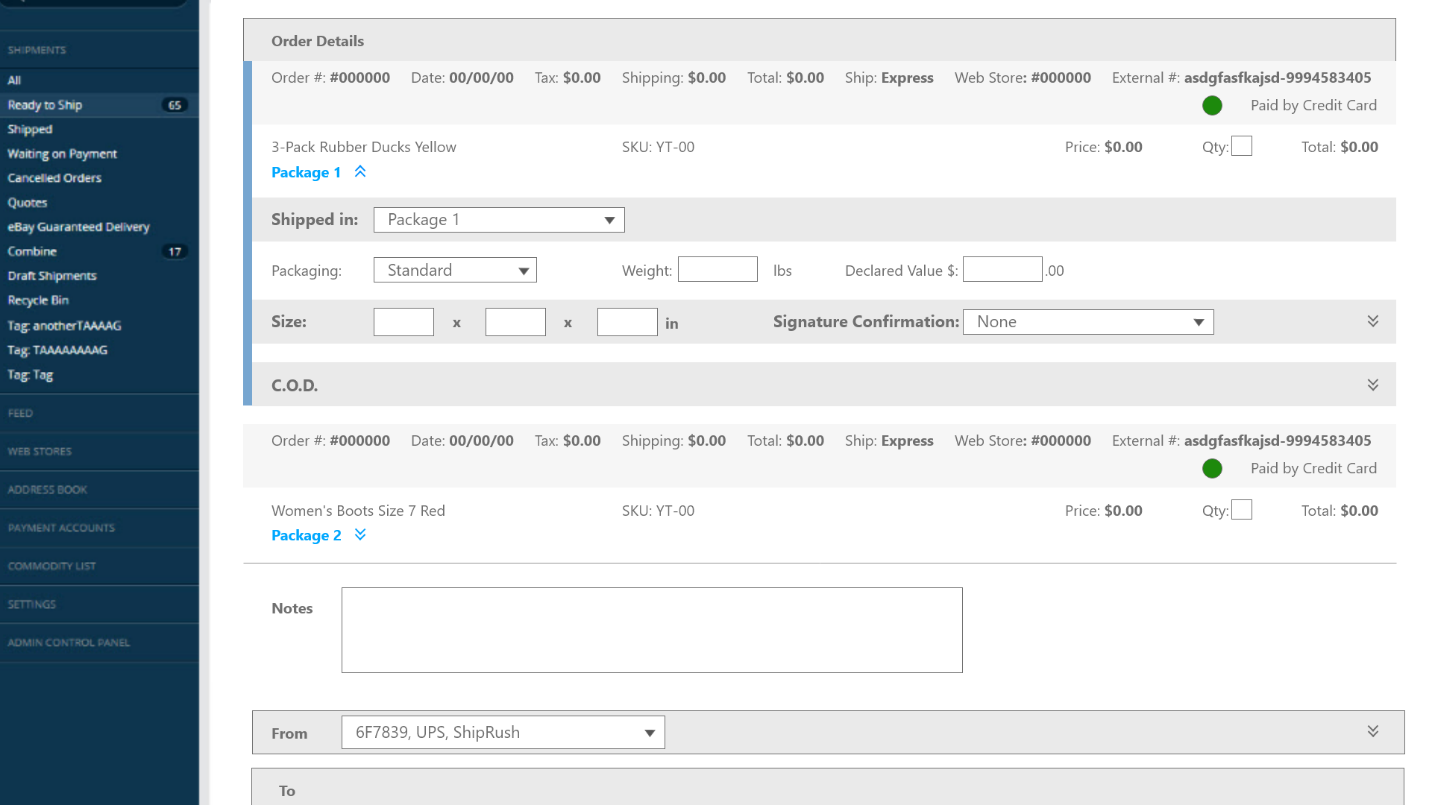 SHIPMENTS
All
Ready to Ship 65
Shipped
Waiting on Payment
Cancelled Orders
Quotes
eBay Guaranteed Delivery
Combine 17
Draft Shipments
Recycle Bin
Tag: anotherTAAAAG
Tag: TAAAAAAAAG
Tag: Tag
FEED
WEB STORES
ADDRESS BOOK
PAYMENT ACCOUNTS
COMMODITY LIST
SETTINGS
ADMIN CONTROL PANEL
Order Details
Order #: #000000 Date: 00/00/00 Tax: $0.00 Shipping: $0.00 Total: $0.00 Ship: Express Web Store: #000000 External #: asdgfasfkajsd-9994583405
Paid by Credit Card
3-Pack Rubber Ducks Yellow SKU: YT-00 Price: $0.00 Qty: Total: $0.00
Package 1
Shipped in: Package 1
Packaging: Standard Weight: lbs Declared Value $: .00
Size: x x in Signature Confirmation: None
C.O.D.
Order #: #000000 Date: 00/00/00 Tax: $0.00 Shipping: $0.00 Total: $0.00 Ship: Express Web Store: #000000 External #: asdgfasfkajsd-9994583405
Paid by Credit Card
Women's Boots Size 7 Red SKU: YT-00 Price: $0.00 Qty: Total: $0.00
Package 2
Notes
From 6F7839, UPS, ShipRush
To